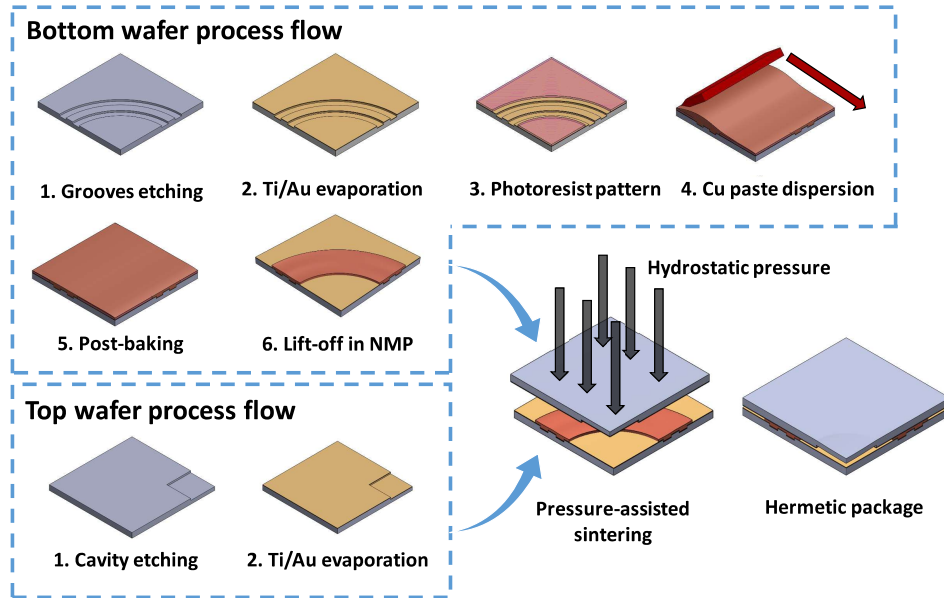 Bottom wafer process flow
1. Grooves etching
2. Ti/Au evaporation
3. Photoresist pattern
4. Cu paste dispersion
5. Post-baking
6. Lift-off in NMP
Top wafer process flow
1. Cavity etching
2. Ti/Au evaporation
Hydrostatic pressure
Pressure-assisted
sintering
Hermetic package